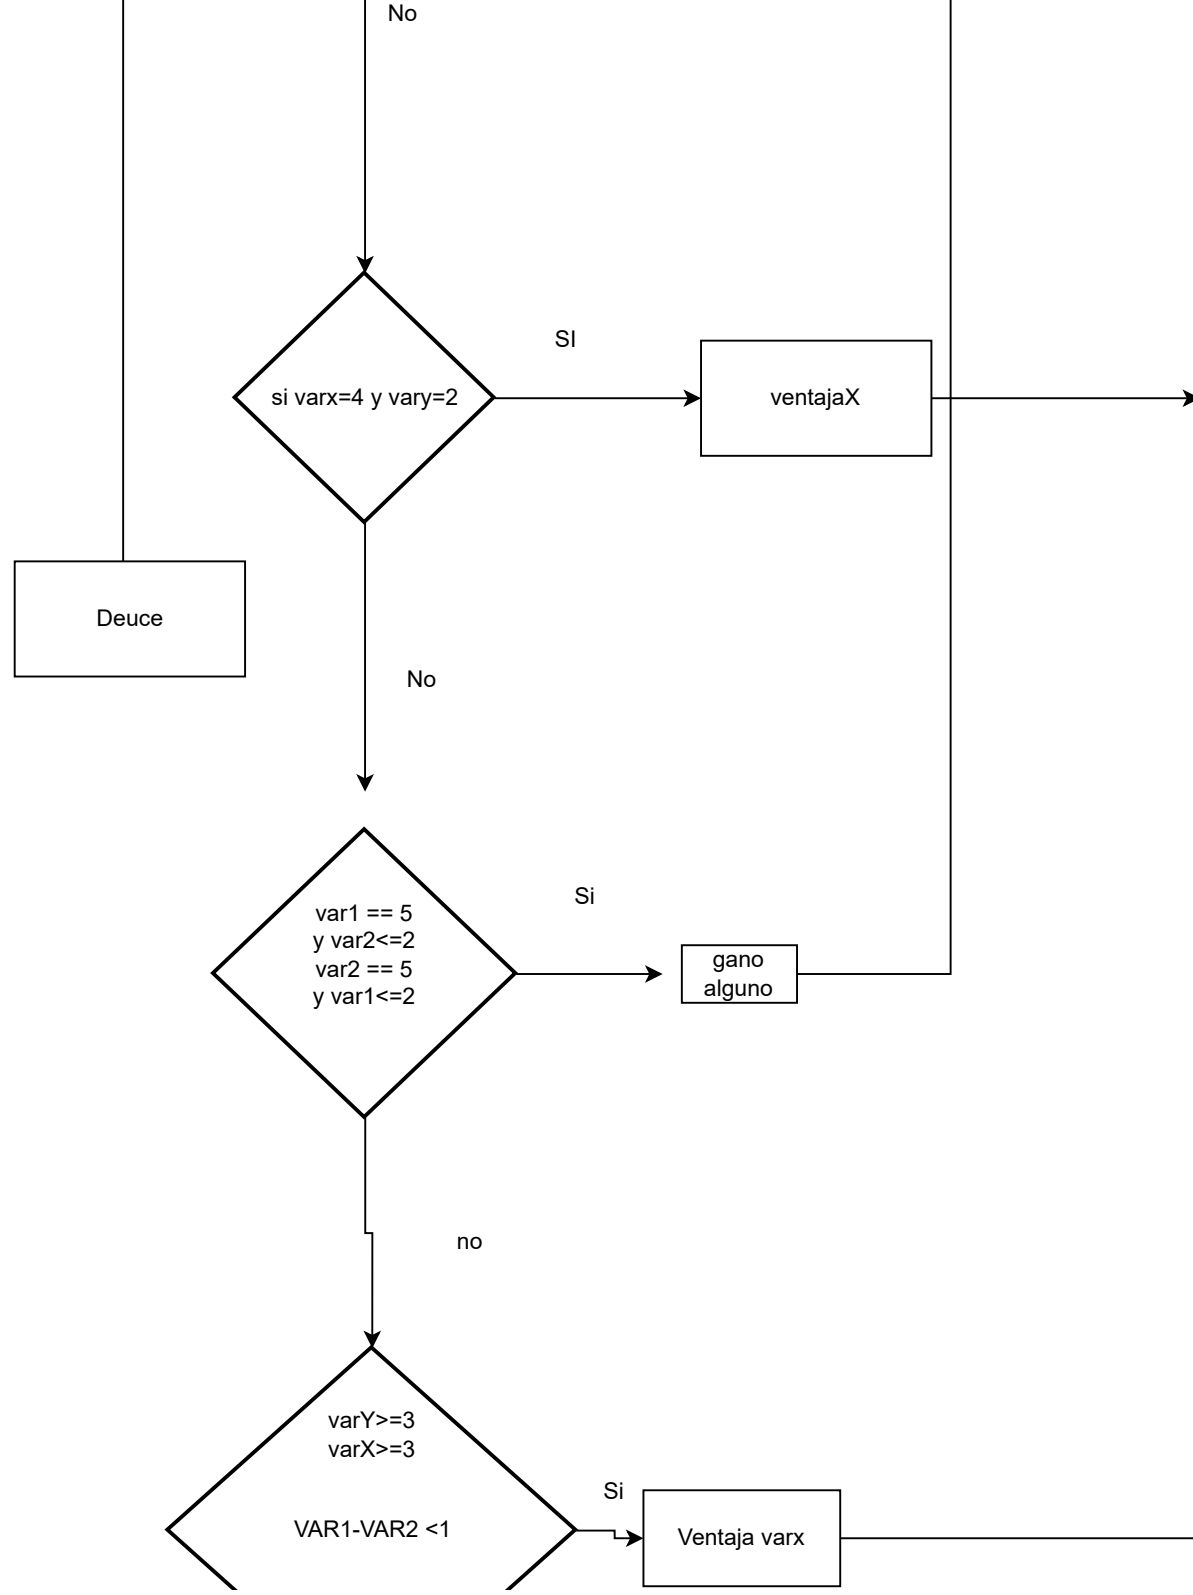 No
SI
si varx=4 y vary=2
ventajaX
Deuce
No
Si
var1 == 5
y var2<=2
var2 == 5
y var1<=2
gano
alguno
no
varY>=3
varX>=3
Si
VAR1-VAR2 <1
Ventaja varx